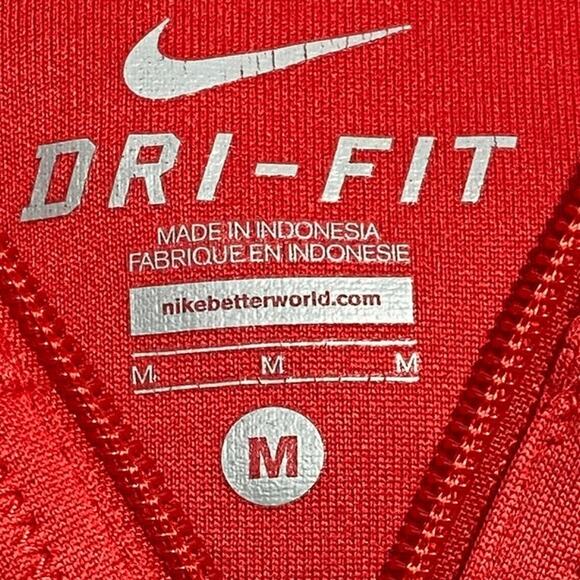 DRI-FIT
MADE IN INDONESIA
FABRIQUE EN INDONESIE
nikebetterworld.com
M M M
M